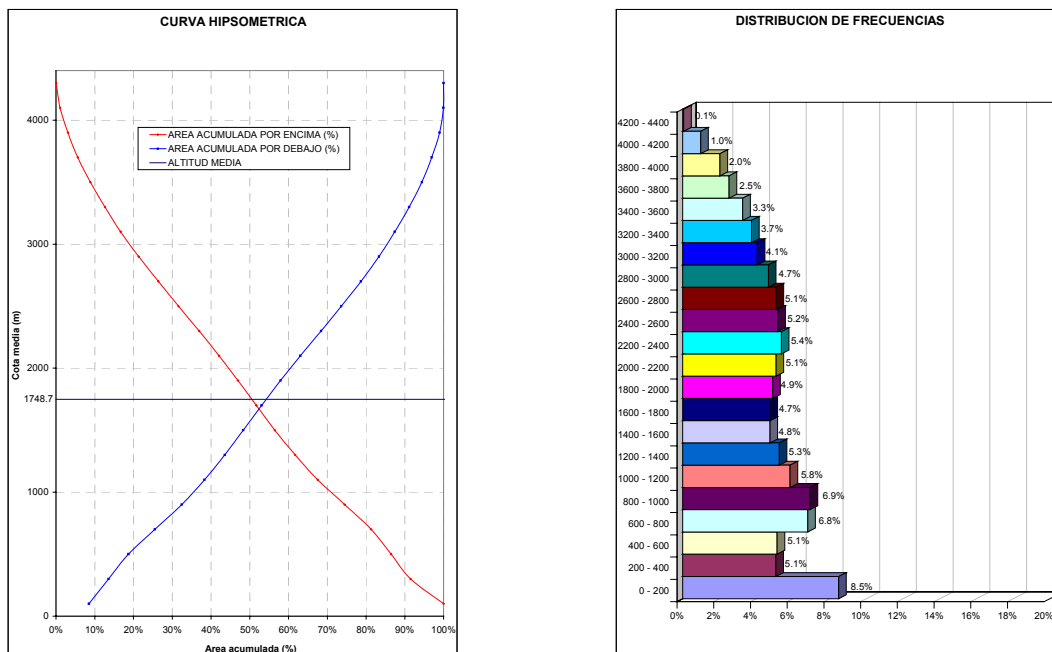 CURVA HIPSOMETRICA
AREA ACUMULADA POR ENCIMA (%)
AREA ACUMULADA POR DEBAJO (%)
ALTITUD MEDIA
Cota media (m)
4000
3000
2000
1748.7
1000
0
0% 10% 20% 30% 40% 50% 60% 70% 80% 90% 100%
Area acumulada (%)
DISTRIBUCION DE FRECUENCIAS
4200 - 4400 0.1%
4000 - 4200 1.0%
3800 - 4000 2.0%
3600 - 3800 2.5%
3400 - 3600 3.3%
3200 - 3400 3.7%
3000 - 3200 4.1%
2800 - 3000 4.7%
2600 - 2800 5.1%
2400 - 2600 5.2%
2200 - 2400 5.4%
2000 - 2200 5.1%
1800 - 2000 4.9%
1600 - 1800 4.7%
1400 - 1600 4.8%
1200 - 1400 5.3%
1000 - 1200 5.8%
800 - 1000 6.9%
600 - 800 6.8%
400 - 600 5.1%
200 - 400 5.1%
0 - 200 8.5%
0% 2% 4% 6% 8% 10% 12% 14% 16% 18% 20%